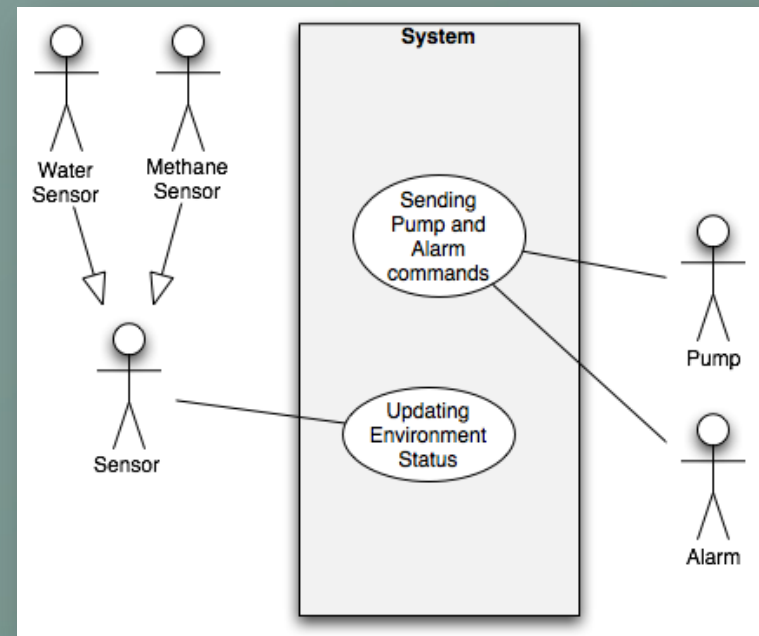 System
Water
Sensor
Methane
Sensor
Sending
Pump and
Alarm
commands
Pump
Sensor
Updating
Environment
Status
Alarm